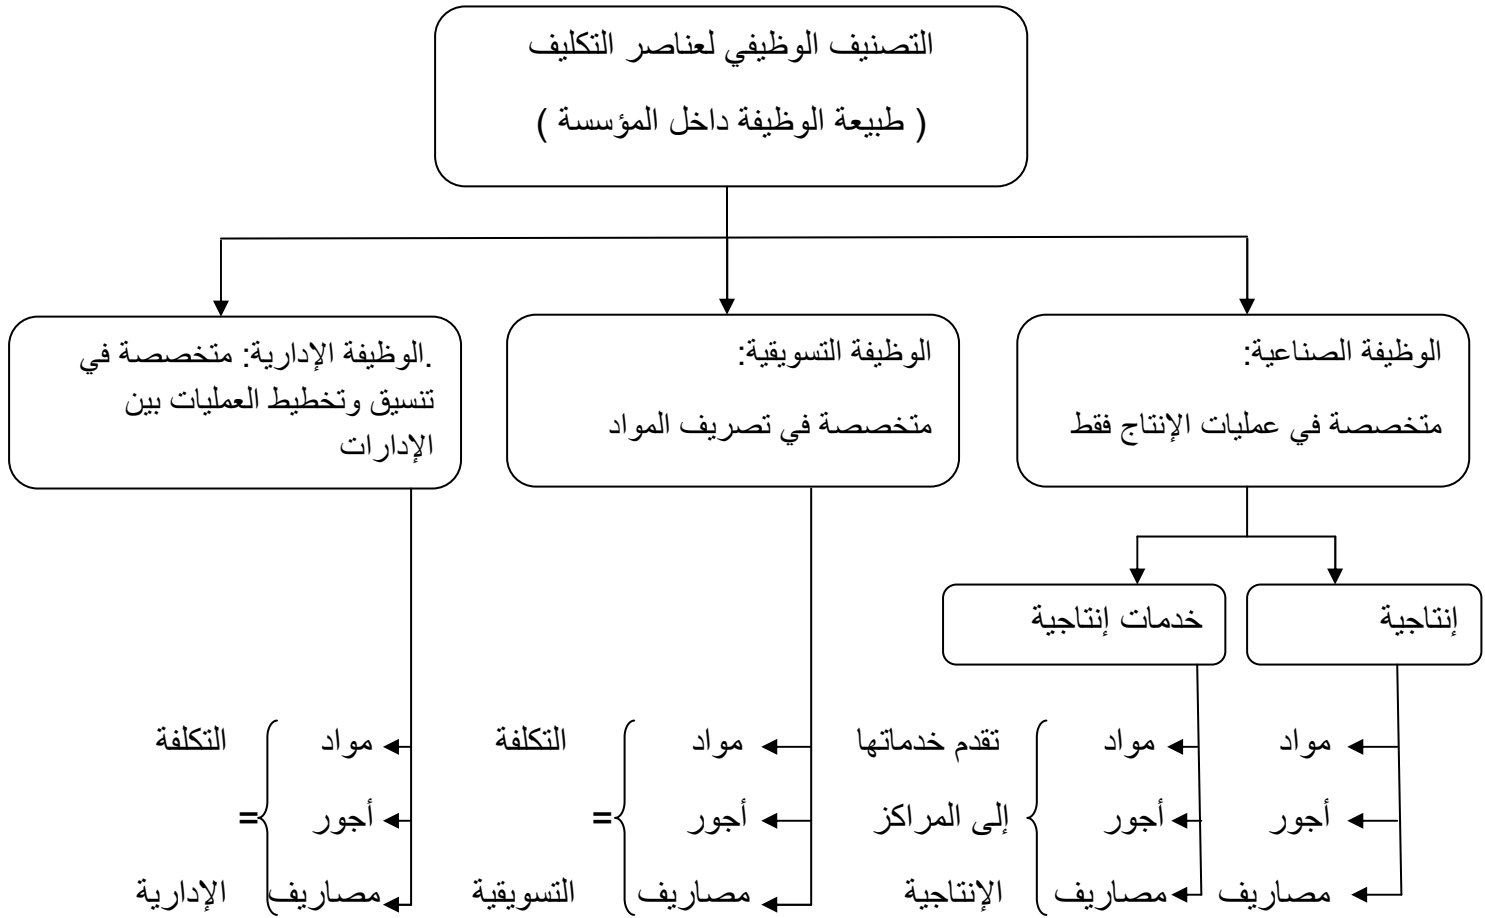 التصنيف الوظيفي لعناصر التكليف
( طبيعة الوظيفة داخل المؤسسة )
الوظيفة الصناعية:
متخصصة في عمليات الإنتاج فقط
الوظيفة التسويقية:
متخصصة في تصريف المواد
.الوظيفة الإدارية: متخصصة في
تنسيق وتخطيط العمليات بين
الإدارات
إنتاجية
خدمات إنتاجية
مواد
أجور
مصاريف
مواد
أجور
مصاريف
تقدم خدماتها
إلى المراكز
الإنتاجية
مواد
أجور
مصاريف
التكلفة
=
التسويقية
مواد
أجور
مصاريف
التكلفة
=
الإدارية